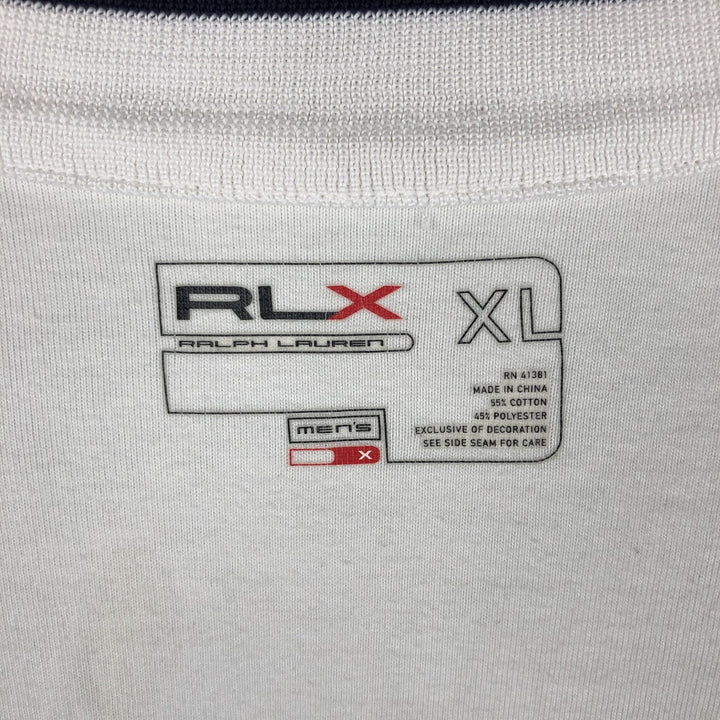 RLX
RALPH LAUREN
XL
RN 41381
MADE IN CHINA
55% COTTON
45% POLYESTER
EXCLUSIVE OF DECORATION
SEE SIDE SEAM FOR CARE
men's
X